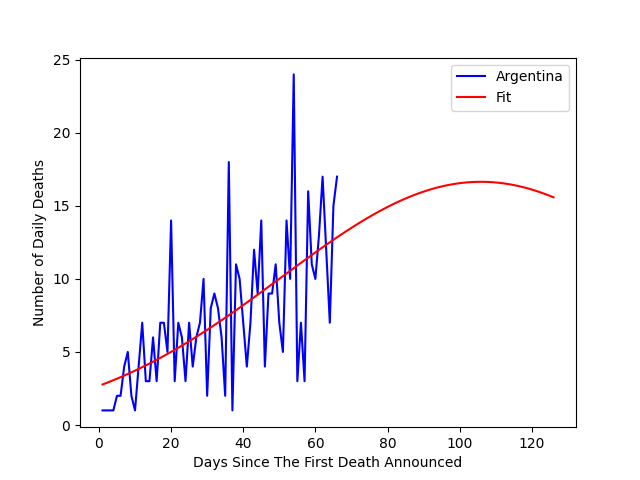 Argentina
Fit
Number of Daily Deaths
25
20
15
10
5
0
0 20 40 60 80 100 120
Days Since The First Death Announced